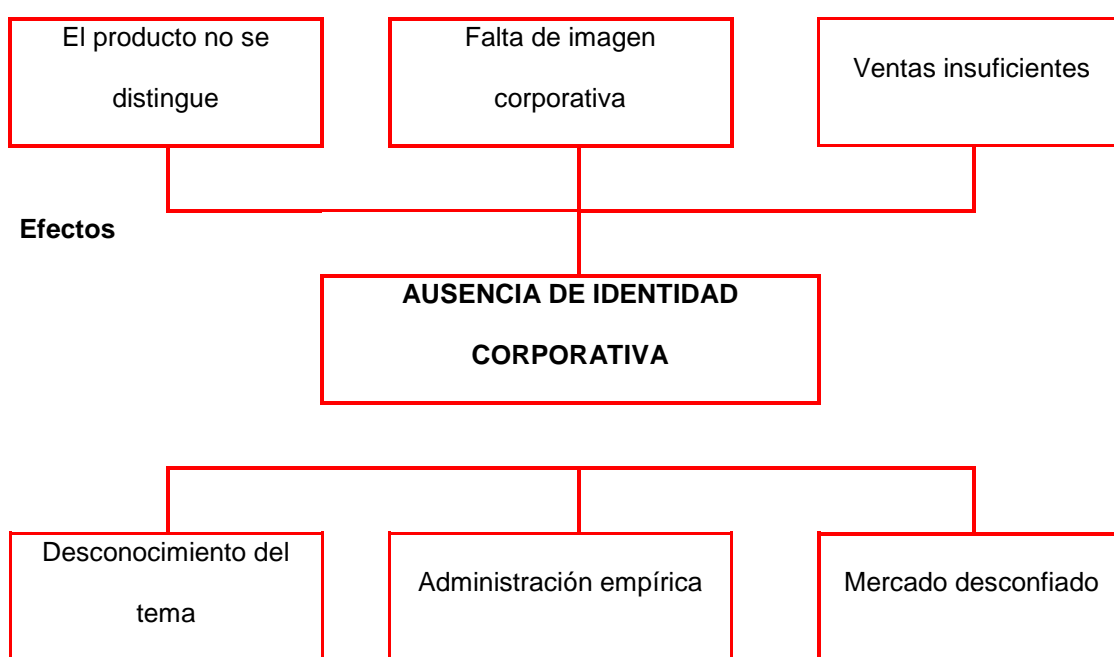 El producto no se
distingue
Falta de imagen
corporativa
Ventas insuficientes
Efectos
AUSENCIA DE IDENTIDAD
CORPORATIVA
Desconocimiento del
tema
Administración empírica
Mercado desconfiado